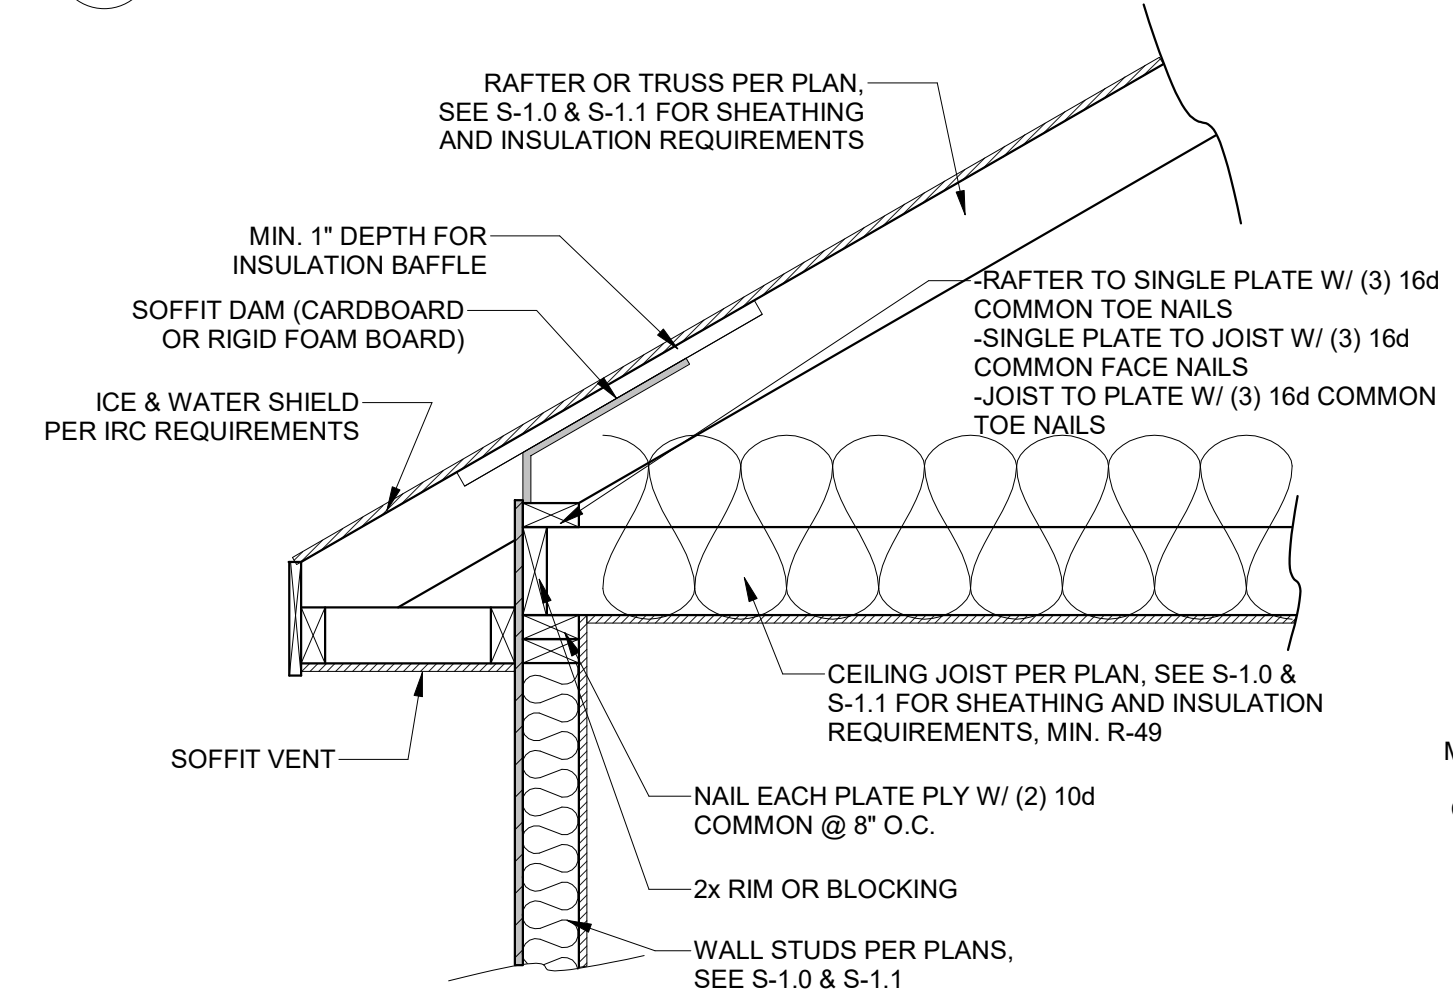 RAFTER OR TRUSS PER PLAN,
SEE S-1.0 & S-1.1 FOR SHEATHING
AND INSULATION REQUIREMENTS
MIN. 1" DEPTH FOR
INSULATION BAFFLE
SOFFIT DAM (CARDBOARD
OR RIGID FOAM BOARD)
ICE & WATER SHIELD
PER IRC REQUIREMENTS
-RAFTER TO SINGLE PLATE W/ (3) 16d
COMMON TOE NAILS
-SINGLE PLATE TO JOIST W/ (3) 16d
COMMON FACE NAILS
-JOIST TO PLATE W/ (3) 16d COMMON
TOE NAILS
CEILING JOIST PER PLAN, SEE S-1.0 &
S-1.1 FOR SHEATHING AND INSULATION
REQUIREMENTS, MIN. R-49
SOFFIT VENT
NAIL EACH PLATE PLY W/ (2) 10d
COMMON @ 8" O.C.
2x RIM OR BLOCKING
WALL STUDS PER PLANS,
SEE S-1.0 & S-1.1